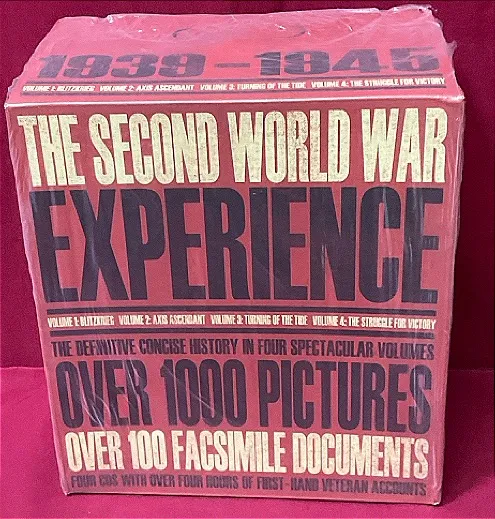 1939-1945
VOLUME 1: BLITZKRIEG VOLUME 2: AXIS ASCENDANT VOLUME 3: TURNING OF THE TIDE VOLUME 4: THE STRUGGLE FOR VICTORY
THE SECOND WORLD WAR
EXPERIENCE
VOLUME 1: BLITZKRIEG VOLUME 2: AXIS ASCENDANT VOLUME 3: TURNING OF THE TIDE VOLUME 4: THE STRUGGLE FOR VICTORY
THE DEFINITIVE CONCISE HISTORY IN FOUR SPECTACULAR VOLUMES
OVER 1000 PICTURES
OVER 100 FACSIMILE DOCUMENTS
FOUR CDS WITH OVER FOUR HOURS OF FIRST-HAND VETERAN ACCOUNTS